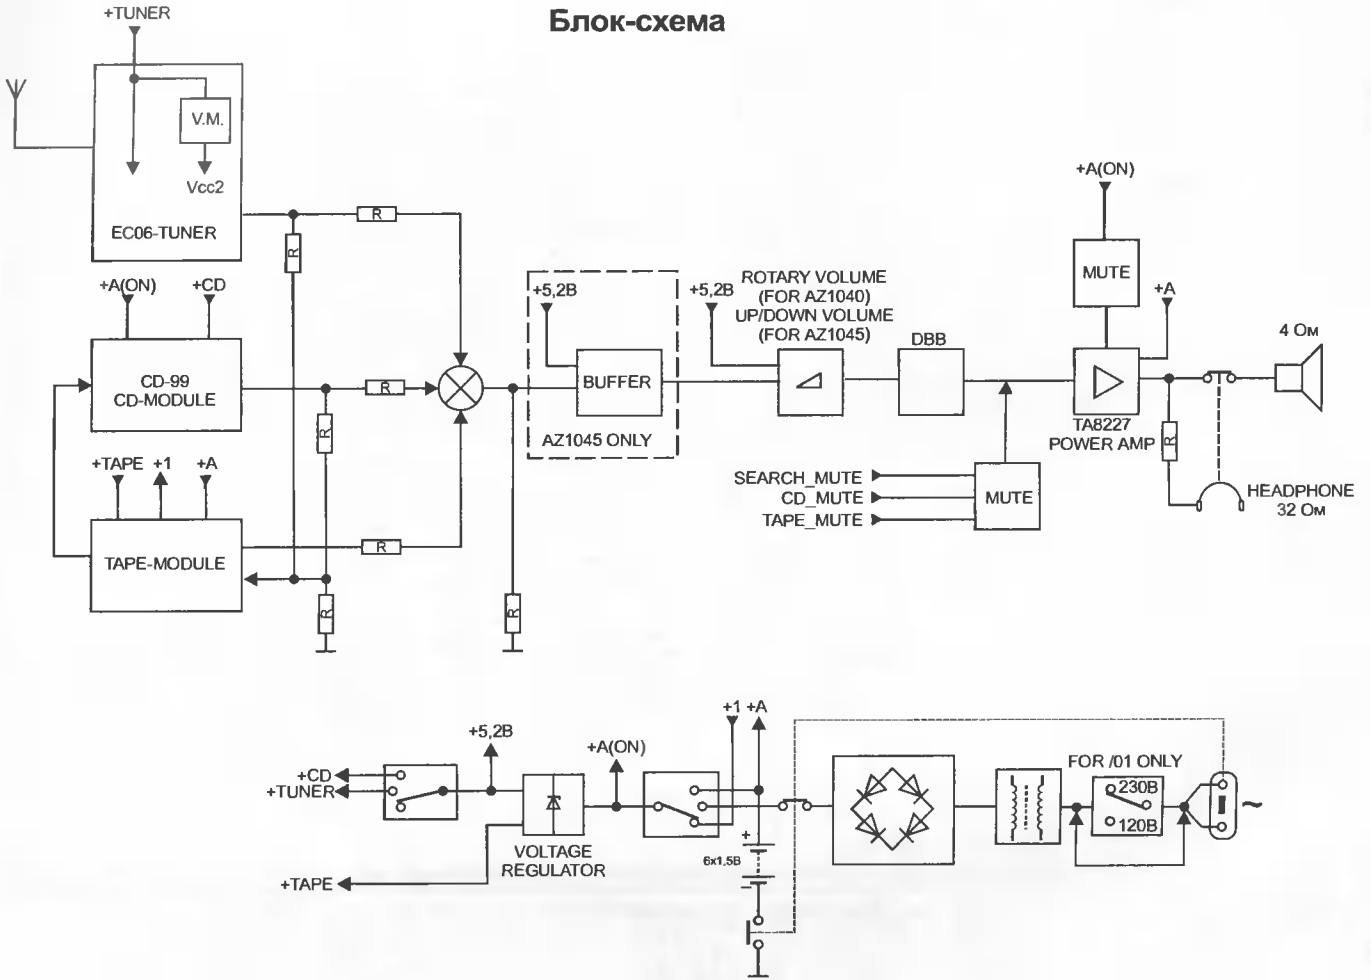 Блок-схема
+TUNER
V.M.
Vcc2
EC06-TUNER
R
R
+A(ON)
+CD
CD-99
CD-MODULE
R
R
+TAPE
+1
+A
TAPE-MODULE
R
R
R
+5,2В
BUFFER
AZ1045 ONLY
+5,2В
ROTARY VOLUME
(FOR AZ1040)
UP/DOWN VOLUME
(FOR AZ1045)
DBB
SEARCH_MUTE
CD_MUTE
TAPE_MUTE
MUTE
+A(ON)
MUTE
+A
TA8227
POWER AMP
R
4 Ом
HEADPHONE
32 Ом
+CD
+TUNER
+TAPE
+5,2В
VOLTAGE
REGULATOR
+A(ON)
+1 +A
+
6x1,5В
–
FOR /01 ONLY
230В
120В
~